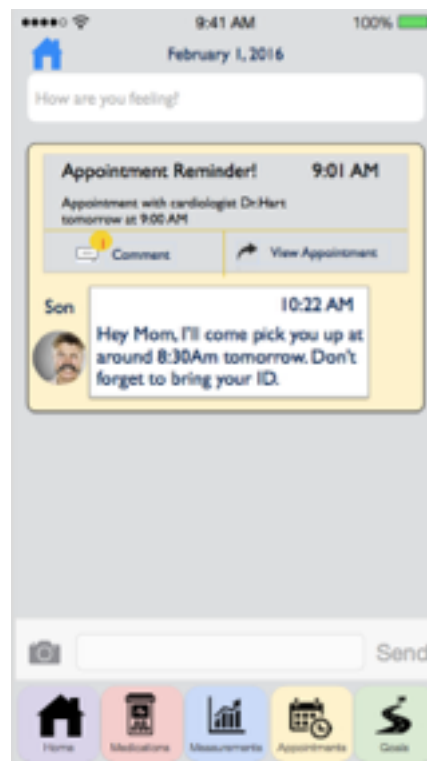 9:41 AM 100%
February 1, 2016
How are you feeling?
Appointment Reminder! 9:01 AM
Appointment with cardiologist Dr.Hart
tomorrow at 9:00 AM
1
Comment View Appointment
Son 10:22 AM
Hey Mom, I'll come pick you up at
around 8:30Am tomorrow. Don't
forget to bring your ID.
Send
Home Medications Measurements Appointments Goals